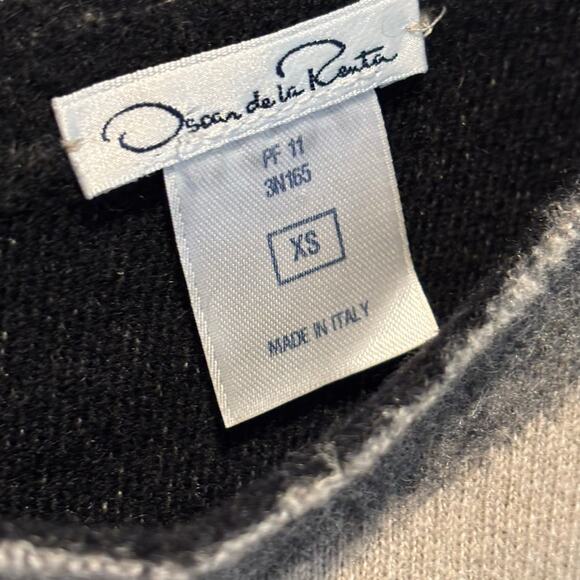 Oscar de la Renta
PF 11
3N165
XS
MADE IN ITALY